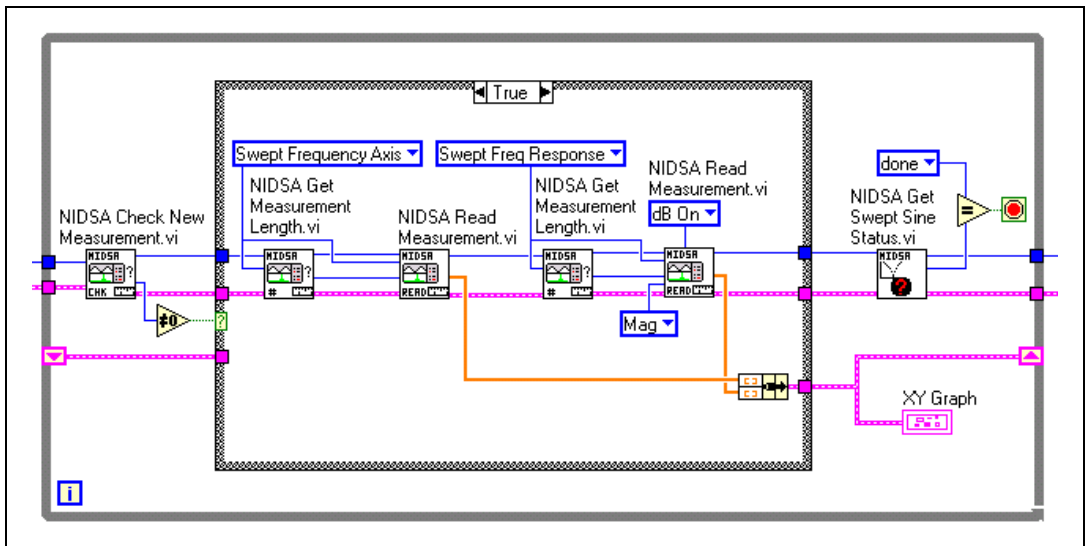 True
Swept Frequency Axis
Swept Freq Response
NIDSA Read
Measurement.vi
dB On
done
NIDSA Get
Measurement
Length.vi
NIDSA Read
Measurement.vi
NIDSA Get
Measurement
Length.vi
NIDSA Get
Swept Sine
Status.vi
NIDSA Check New
Measurement.vi
=
NIDSA
?
CHK
NIDSA
?
#
NIDSA
READ
NIDSA
?
#
NIDSA
READ
NIDSA
?
≠0
?
Mag
XY Graph
i